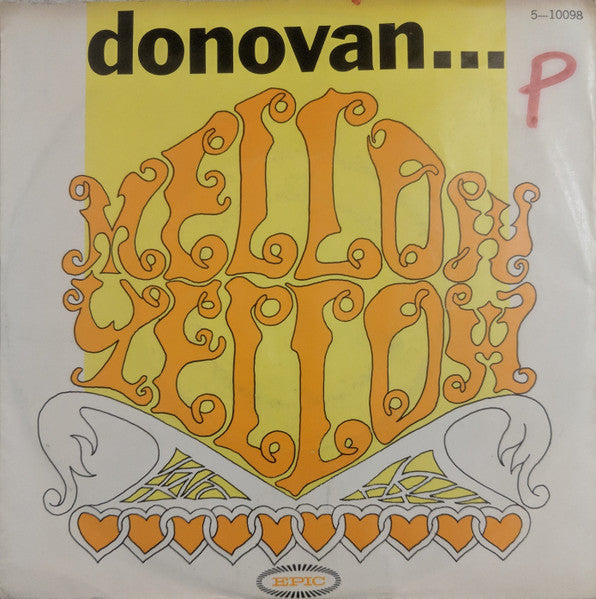 5—10098
donovan...
P
MELLOW
YELLOW
EPIC